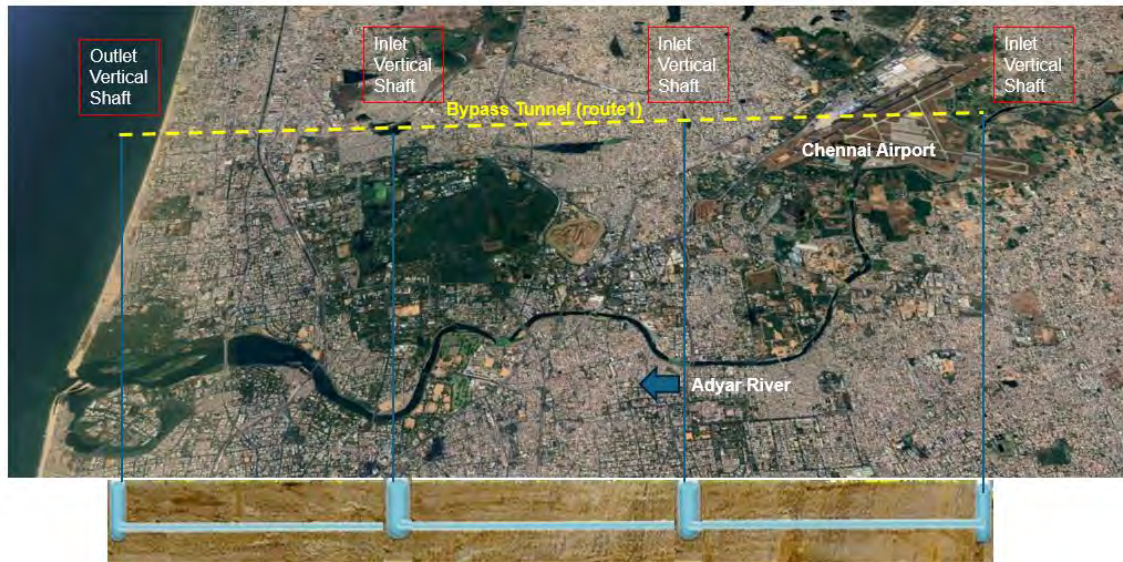 Outlet
Vertical
Shaft
Inlet
Vertical
Shaft
Inlet
Vertical
Shaft
Inlet
Vertical
Shaft
Bypass Tunnel (route1)
Chennai Airport
Adyar River